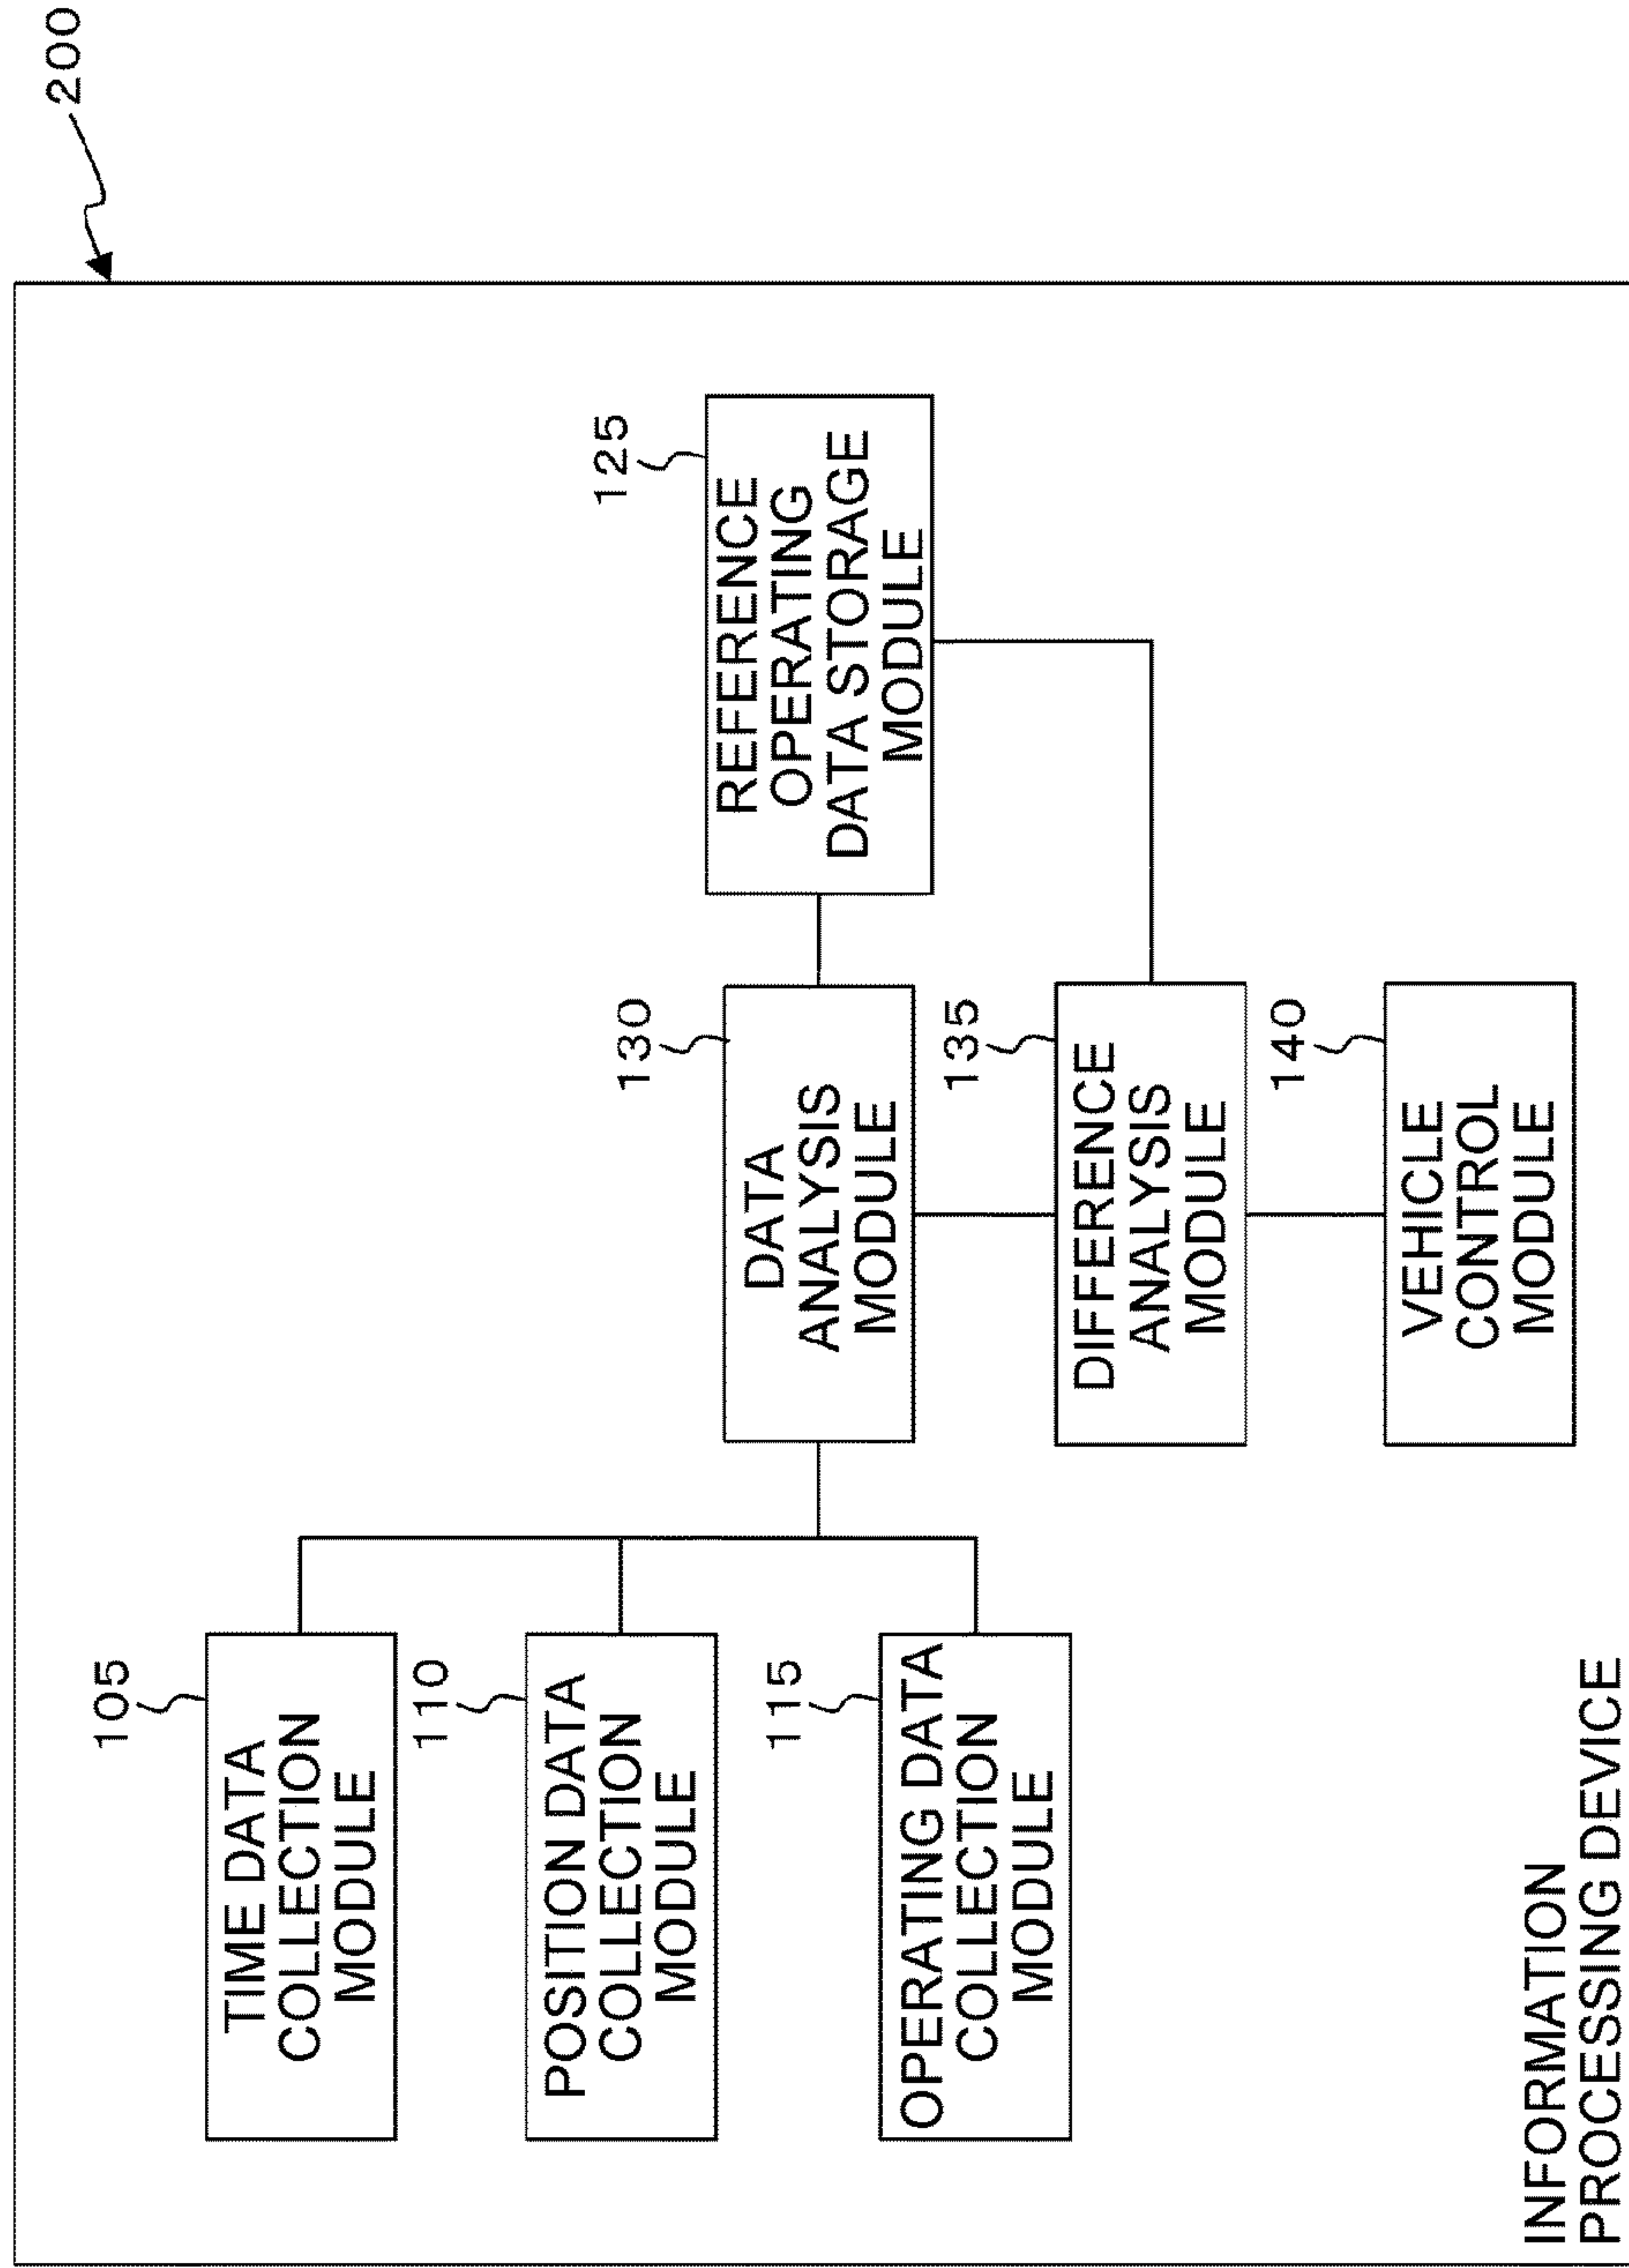 200
105
TIME DATA
COLLECTION
MODULE
110
POSITION DATA
COLLECTION
MODULE
115
OPERATING DATA
COLLECTION
MODULE
130
DATA
ANALYSIS
MODULE
125
REFERENCE
OPERATING
DATA STORAGE
MODULE
135
DIFFERENCE
ANALYSIS
MODULE
140
VEHICLE
CONTROL
MODULE
INFORMATION
PROCESSING DEVICE